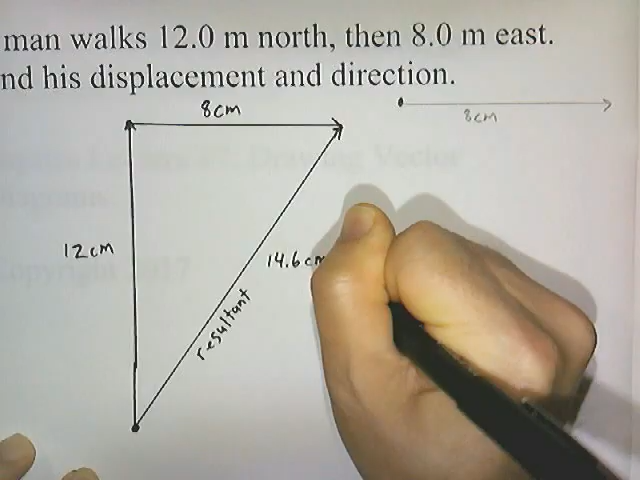 man walks 12.0 m north, then 8.0 m east.
nd his displacement and direction.
8cm
8cm
12cm
14.6cm
resultant